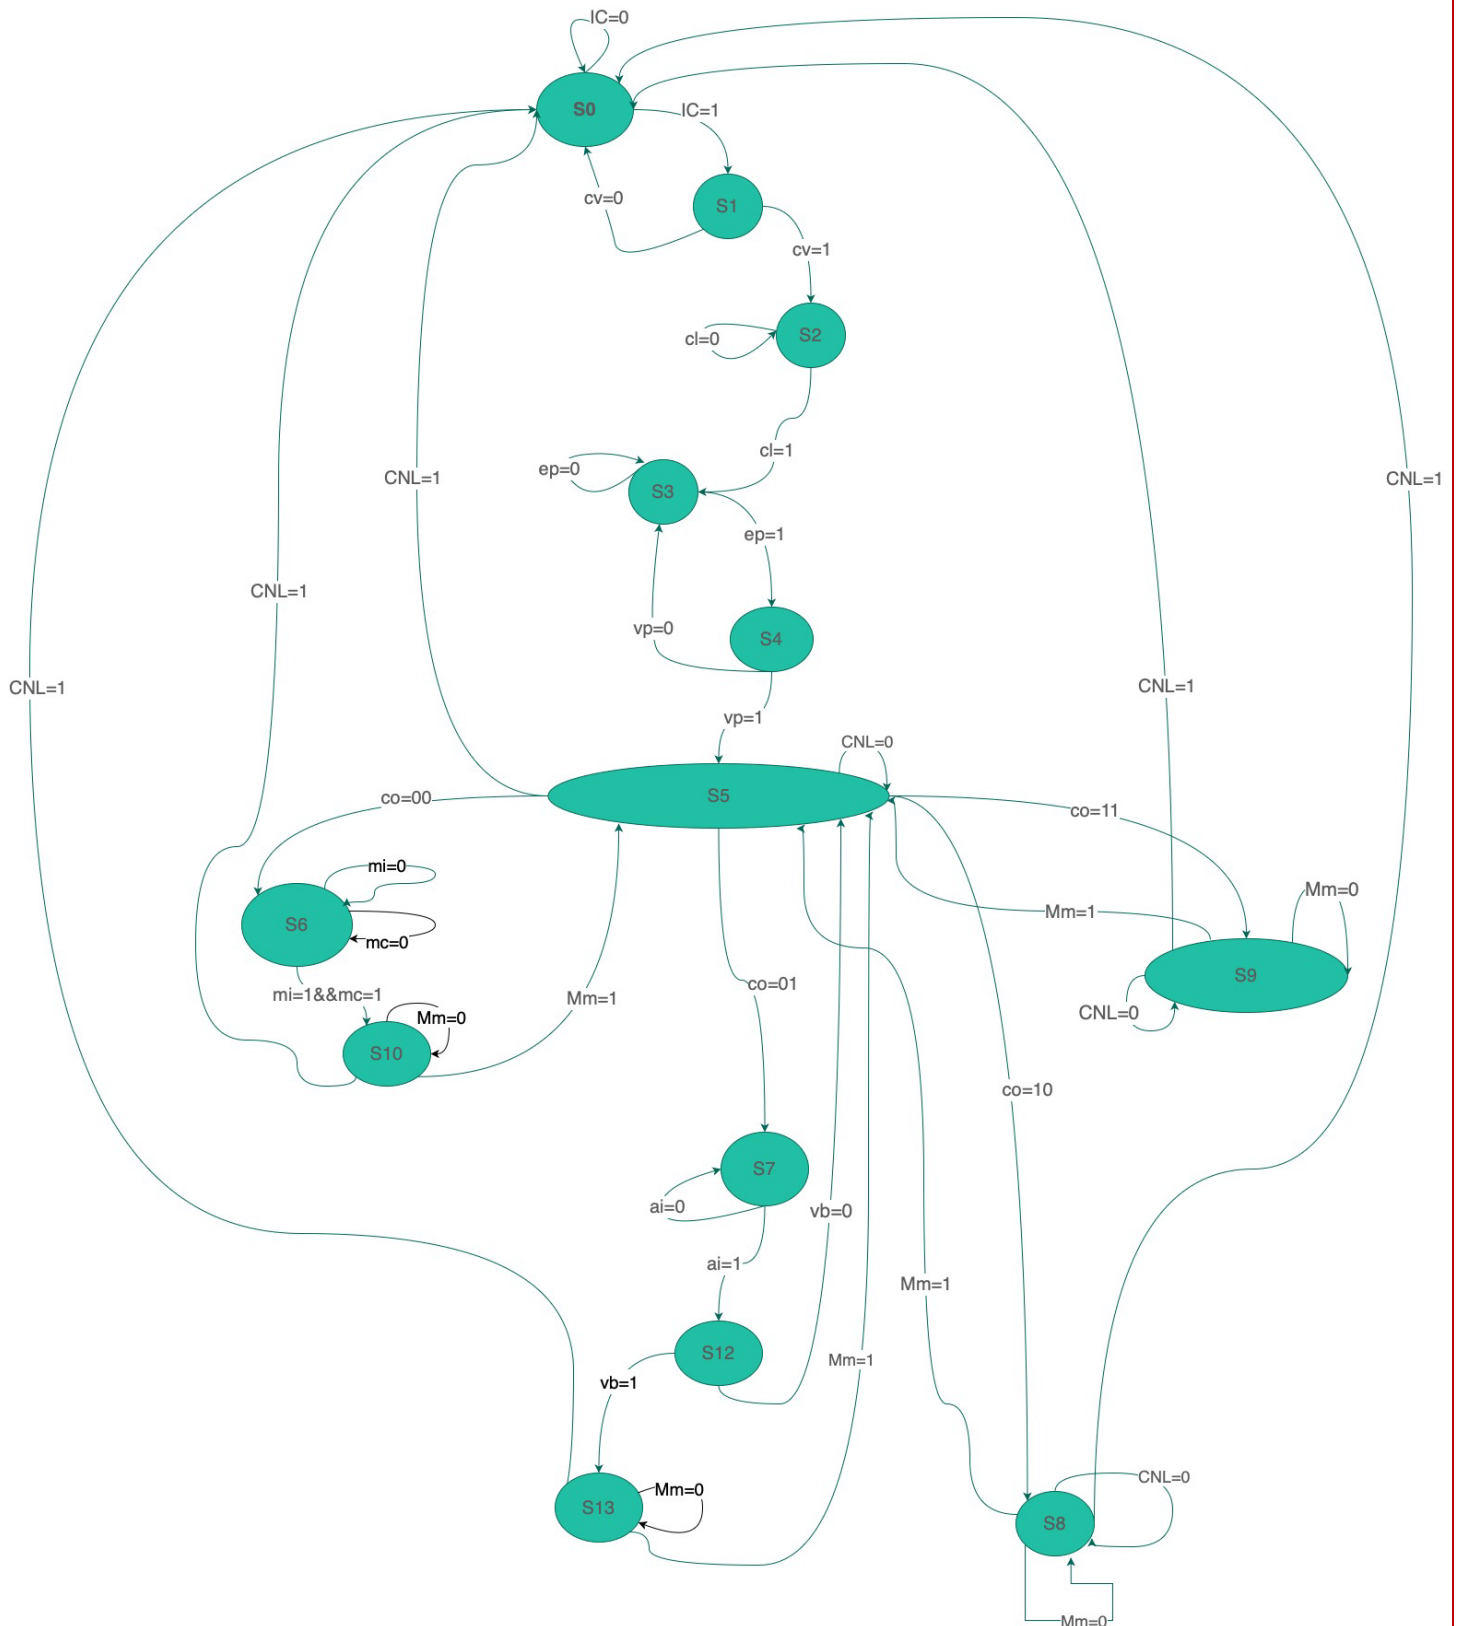 IC=0
S0
IC=1
cv=0
S1
cv=1
cl=0
S2
cl=1
ep=0
S3
CNL=1
CNL=1
ep=1
CNL=1
vp=0
S4
CNL=1
CNL=1
vp=1
CNL=0
S5
co=00
co=11
mi=0
Mm=0
Mm=1
S6
mc=0
S9
mi=1&&mc=1
Mm=1
co=01
CNL=0
Mm=0
S10
co=10
S7
ai=0
vb=0
ai=1
Mm=1
S12
Mm=1
vb=1
CNL=0
Mm=0
S13
S8
Mm=0